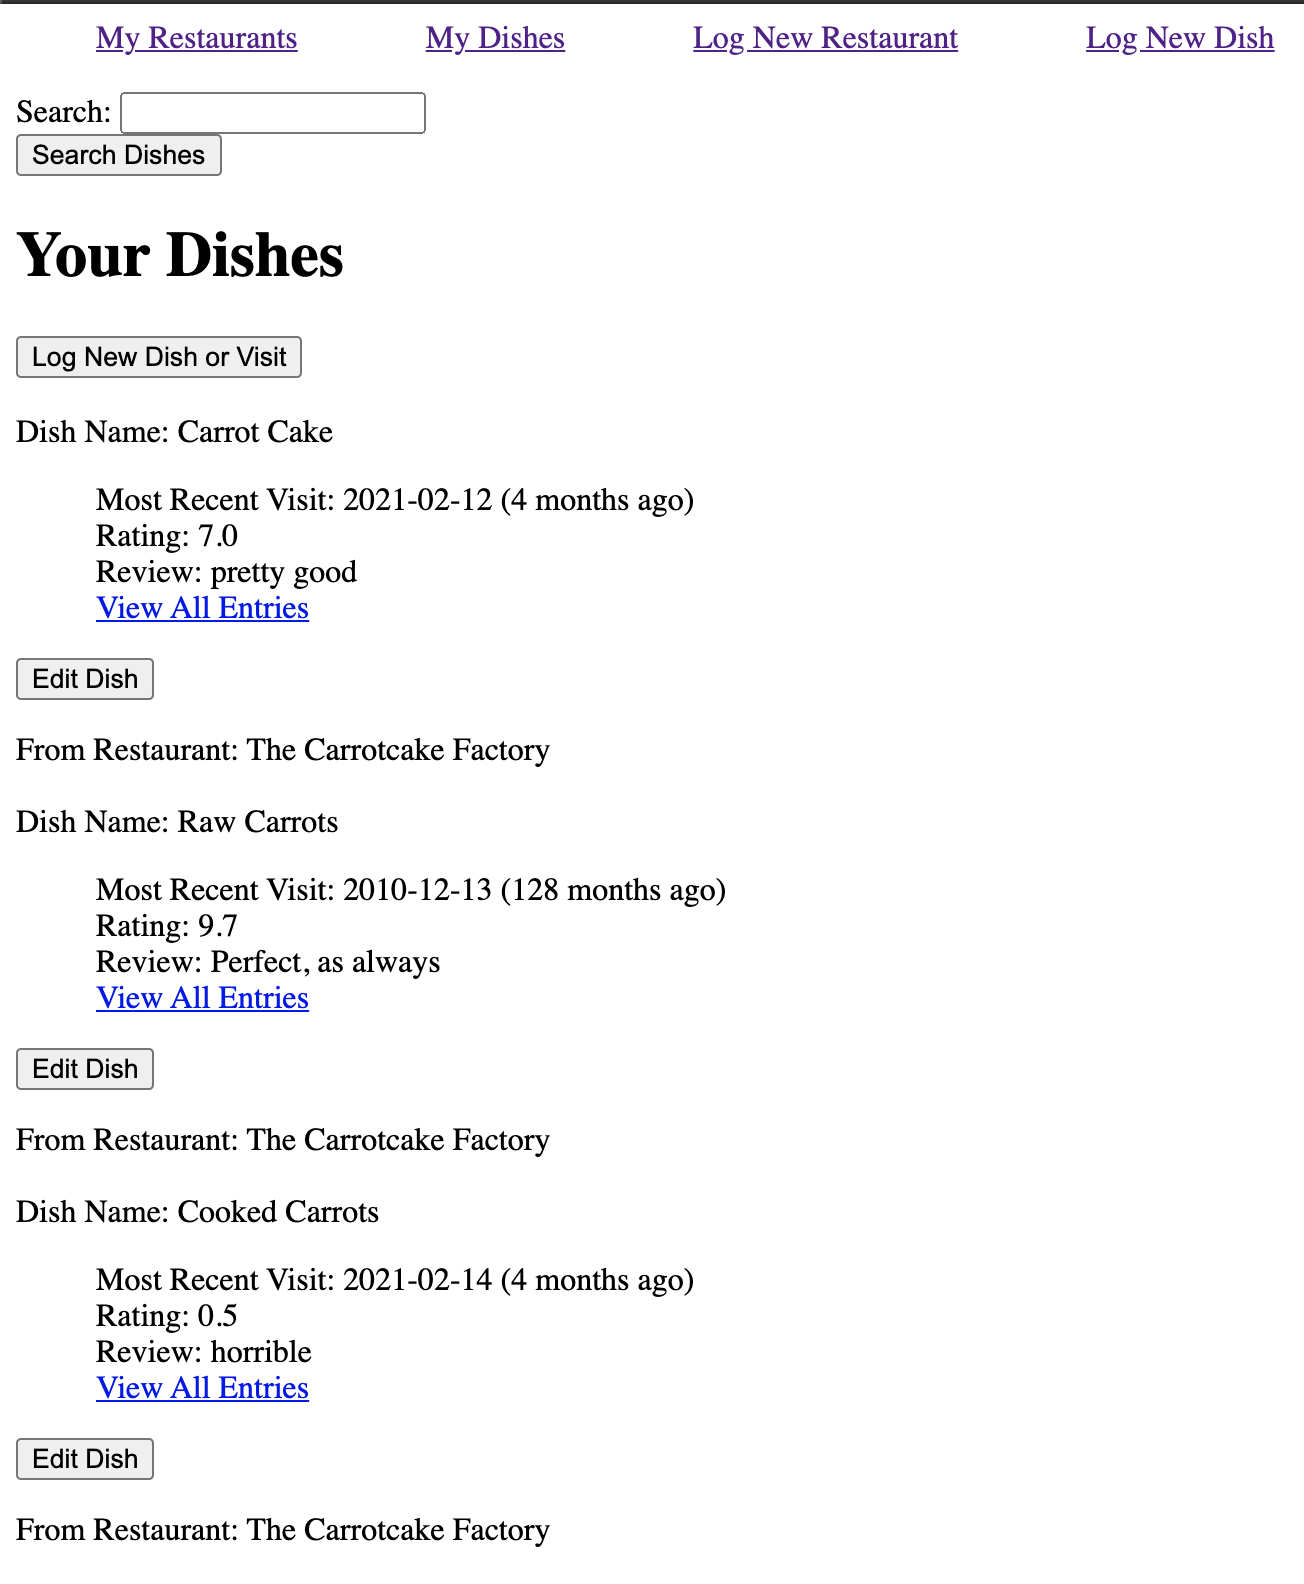 My Restaurants My Dishes Log New Restaurant Log New Dish
Search:
Search Dishes
Your Dishes
Log New Dish or Visit
Dish Name: Carrot Cake
Most Recent Visit: 2021-02-12 (4 months ago)
Rating: 7.0
Review: pretty good
View All Entries
Edit Dish
From Restaurant: The Carrotcake Factory
Dish Name: Raw Carrots
Most Recent Visit: 2010-12-13 (128 months ago)
Rating: 9.7
Review: Perfect, as always
View All Entries
Edit Dish
From Restaurant: The Carrotcake Factory
Dish Name: Cooked Carrots
Most Recent Visit: 2021-02-14 (4 months ago)
Rating: 0.5
Review: horrible
View All Entries
Edit Dish
From Restaurant: The Carrotcake Factory